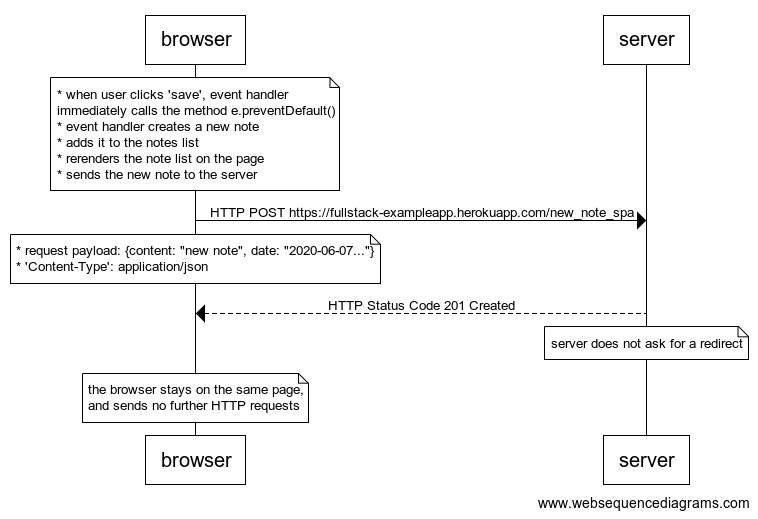 browser
server
* when user clicks 'save', event handler
immediately calls the method e.preventDefault()
* event handler creates a new note
* adds it to the notes list
* rerenders the note list on the page
* sends the new note to the server
HTTP POST https://fullstack-exampleapp.herokuapp.com/new_note_spa
* request payload: {content: "new note", date: "2020-06-07..."}
* 'Content-Type': application/json
HTTP Status Code 201 Created
server does not ask for a redirect
the browser stays on the same page,
and sends no further HTTP requests
browser
server
www.websequencediagrams.com